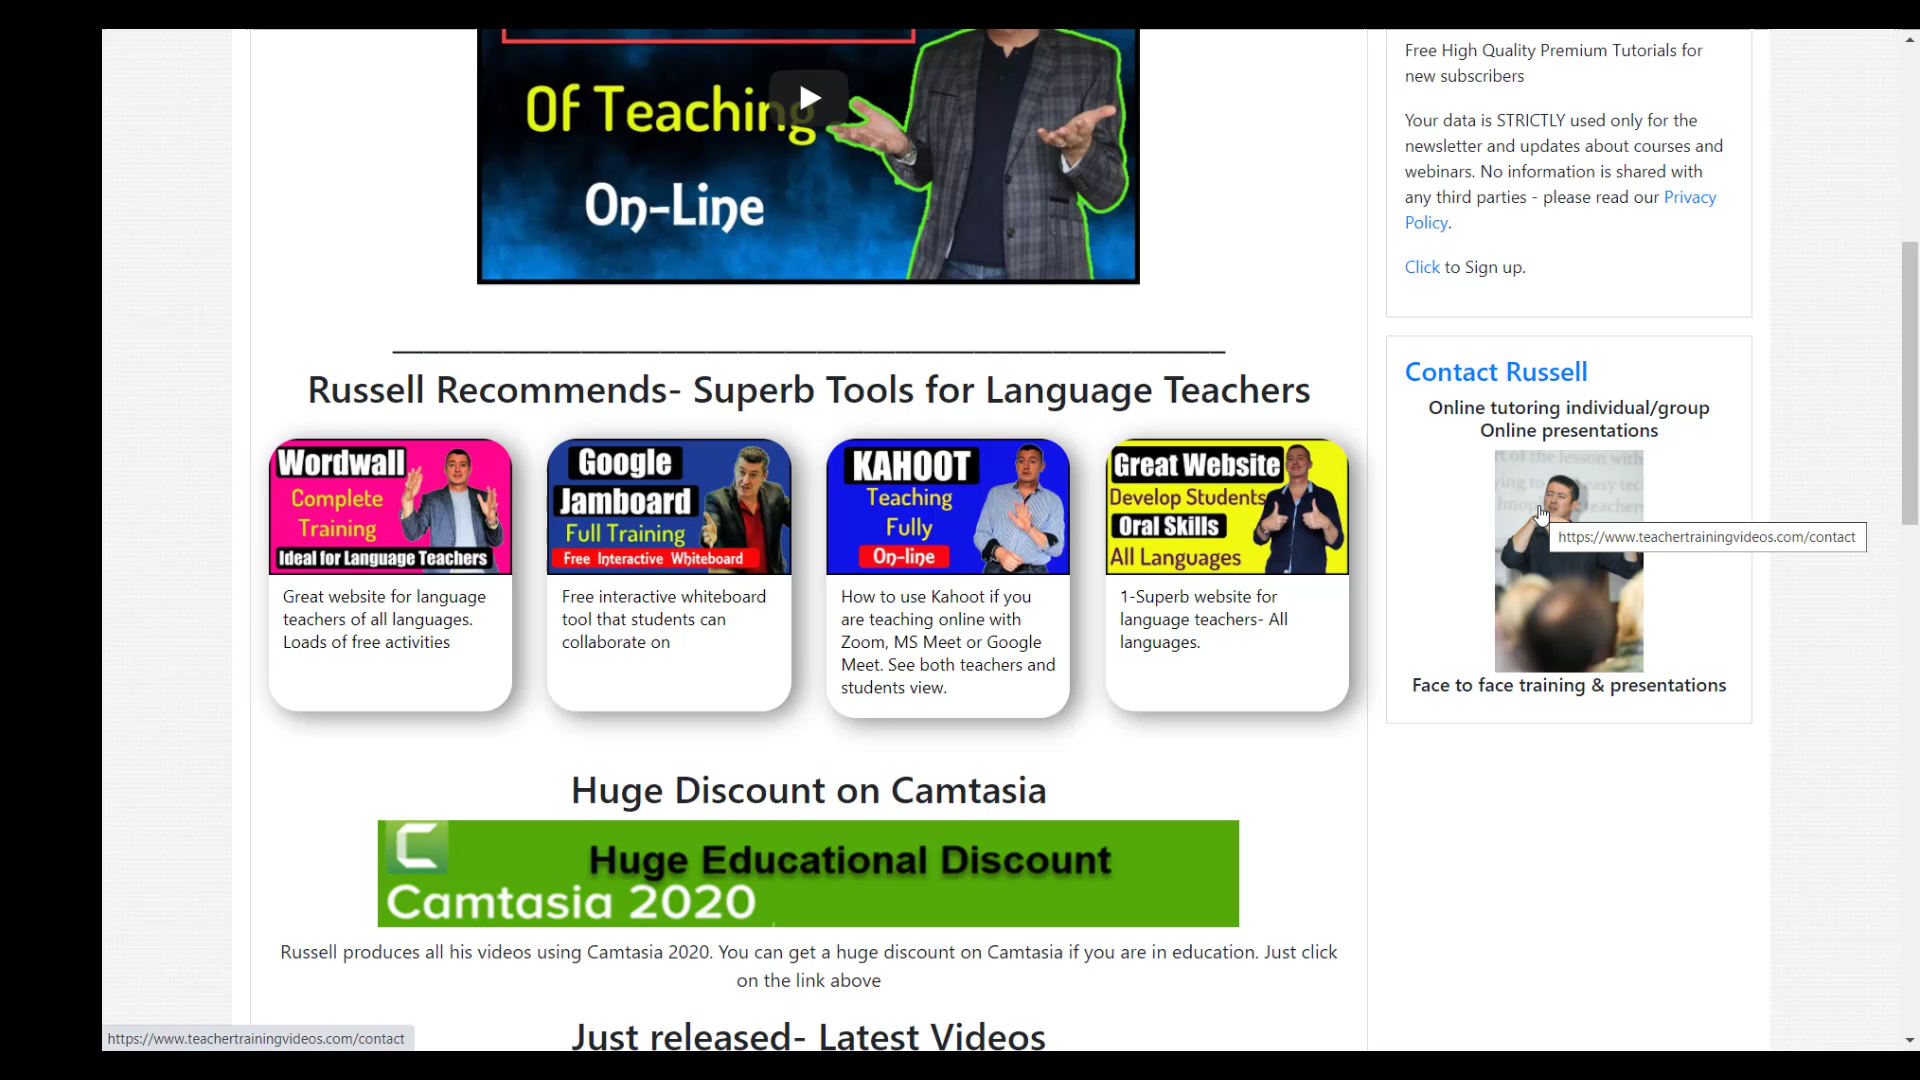 Of Teaching
On-Line
Russell Recommends- Superb Tools for Language Teachers
Wordwall
Complete
Training
Ideal for Language Teachers
Great website for language
teachers of all languages.
Loads of free activities
Google
Jamboard
Full Training
Free Interactive Whiteboard
Free interactive whiteboard
tool that students can
collaborate on
KAHOOT
Teaching
Fully
On-line
How to use Kahoot if you
are teaching online with
Zoom, MS Meet or Google
Meet. See both teachers and
students view.
Great Website
Develop Students
Oral Skills
All Languages
1-Superb website for
language teachers- All
languages.
Huge Discount on Camtasia
Huge Educational Discount
Camtasia 2020
Russell produces all his videos using Camtasia 2020. You can get a huge discount on Camtasia if you are in education. Just click
on the link above
Just released- Latest Videos
Free High Quality Premium Tutorials for
new subscribers
Your data is STRICTLY used only for the
newsletter and updates about courses and
webinars. No information is shared with
any third parties - please read our Privacy
Policy.
Click to Sign up.
Contact Russell
Online tutoring individual/group
Online presentations
https://www.teachertrainingvideos.com/contact
Face to face training & presentations
https://www.teachertrainingvideos.com/contact